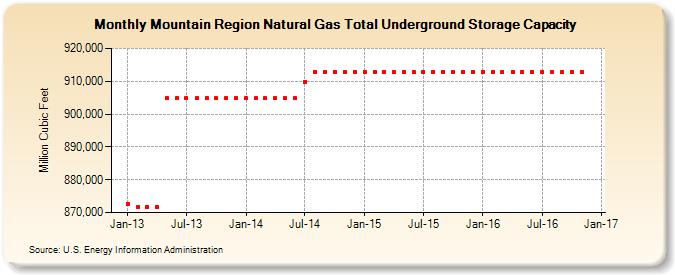 Monthly Mountain Region Natural Gas Total Underground Storage Capacity
Million Cubic Feet
920,000
910,000
900,000
890,000
880,000
870,000
Jan-13 Jul-13 Jan-14 Jul-14 Jan-15 Jul-15 Jan-16 Jul-16 Jan-17
Source: U.S. Energy Information Administration